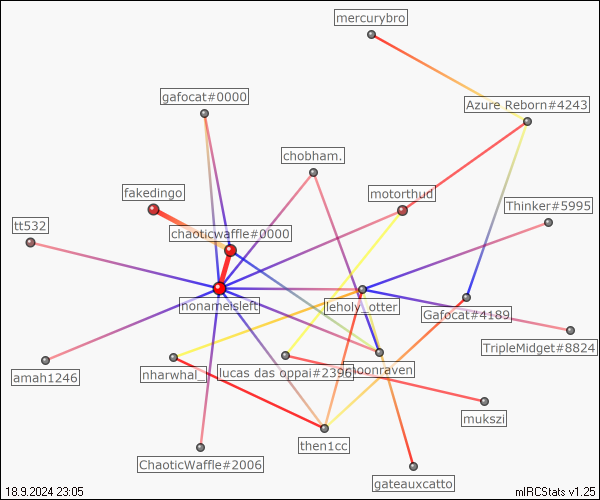 mercurybro
gafocat#0000
Azure Reborn#4243
chobham.
fakedingo
motorthud
Thinker#5995
tt532
chaoticwaffle#0000
nonameisleft
leholy_otter
Gafocat#4189
TripleMidget#8824
amah1246
nharwhal_
lucas das oppai#2396
noonraven
mukszi
then1cc
ChaoticWaffle#2006
gateauxcatto
18.9.2024 23:05
mIRCStats v1.25